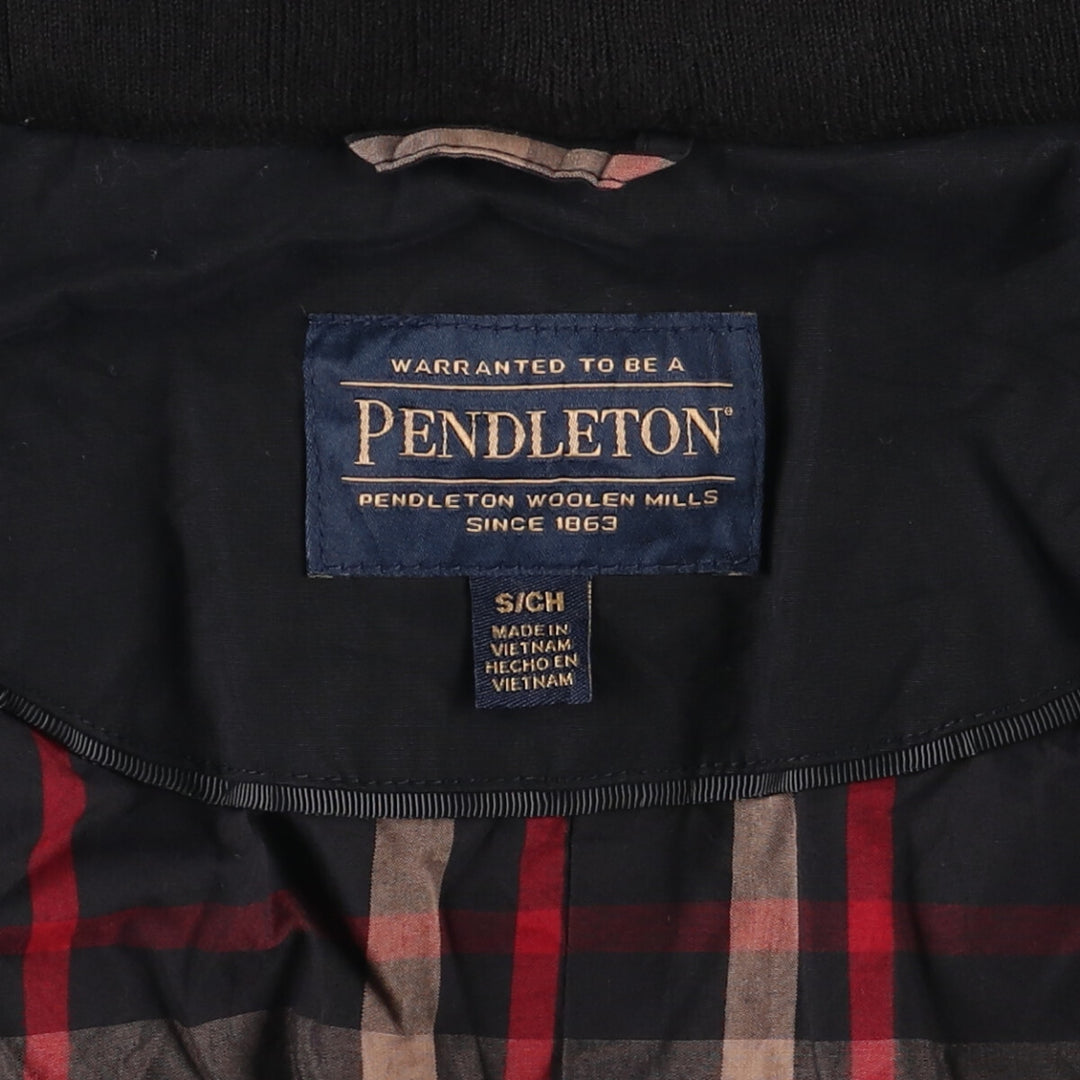 WARRANTED TO BE A
PENDLETON®
PENDLETON WOOLEN MILLS
SINCE 1863
S/CH
MADE IN
VIETNAM
HECHO EN
VIETNAM